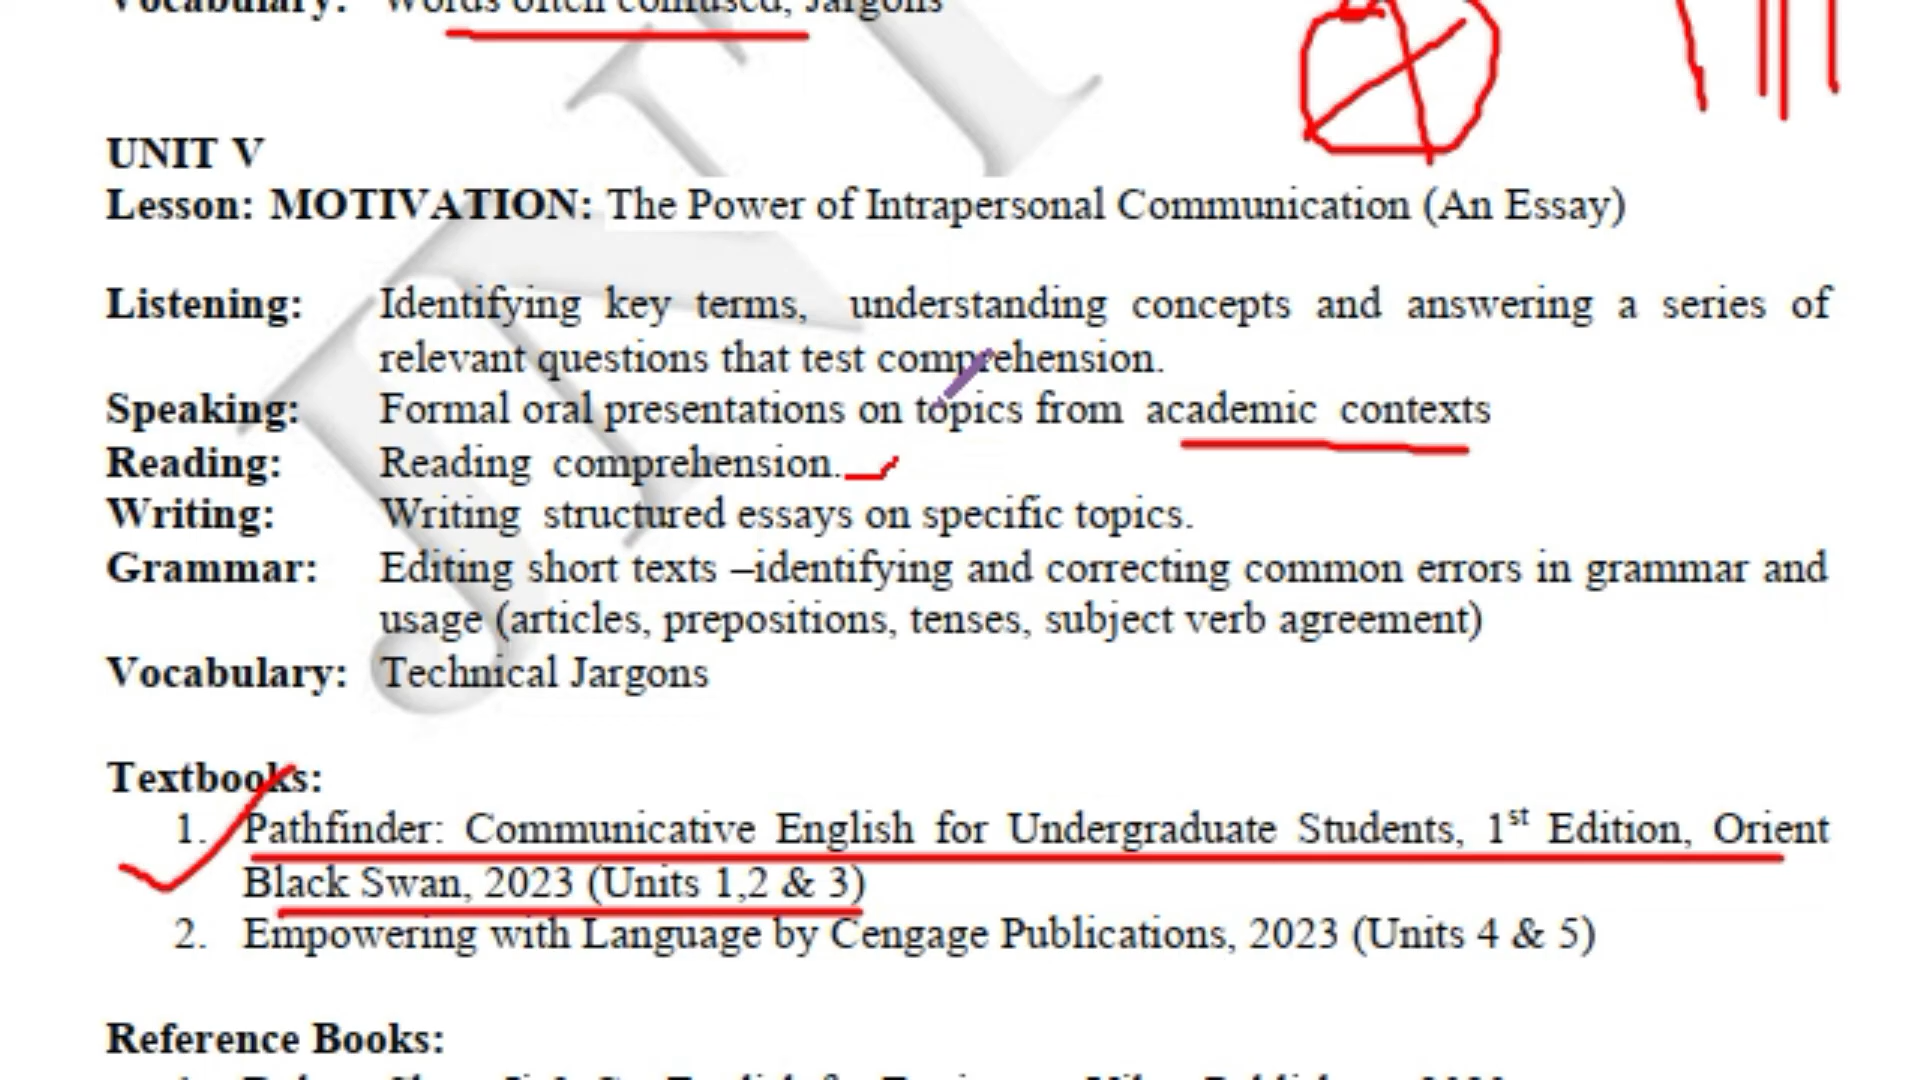 Vocabulary: Words often confused, Jargons
UNIT V
Lesson: MOTIVATION: The Power of Intrapersonal Communication (An Essay)
Listening: Identifying key terms, understanding concepts and answering a series of
relevant questions that test comprehension.
Speaking: Formal oral presentations on topics from academic contexts
Reading: Reading comprehension.
Writing: Writing structured essays on specific topics.
Grammar: Editing short texts –identifying and correcting common errors in grammar and
usage (articles, prepositions, tenses, subject verb agreement)
Vocabulary: Technical Jargons
Textbooks:
1. Pathfinder: Communicative English for Undergraduate Students, 1st Edition, Orient
Black Swan, 2023 (Units 1,2 & 3)
2. Empowering with Language by Cengage Publications, 2023 (Units 4 & 5)
Reference Books: